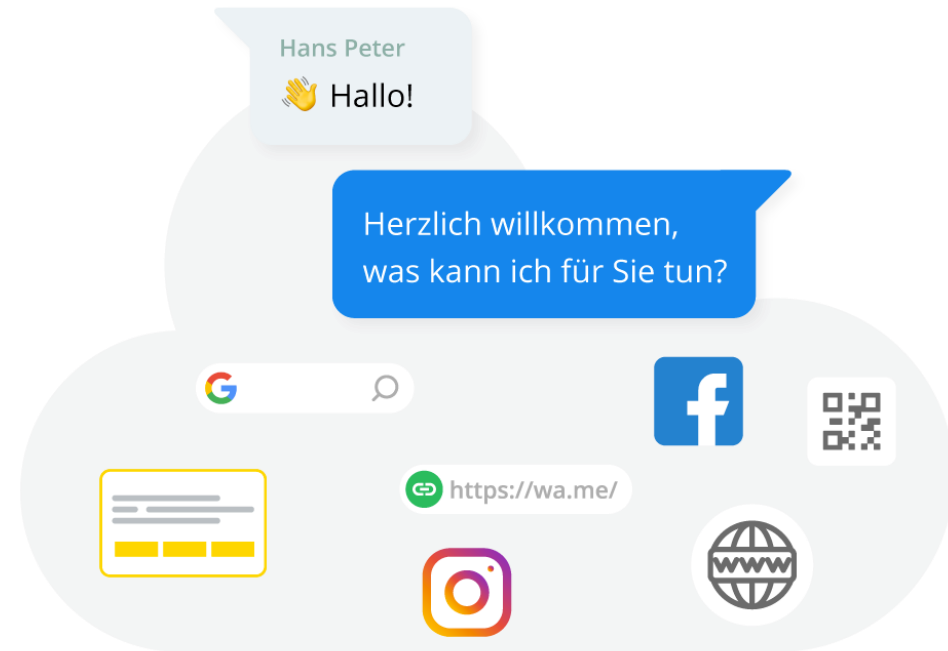 Hans Peter
👋 Hallo!
Herzlich willkommen,
was kann ich für Sie tun?
https://wa.me/
www